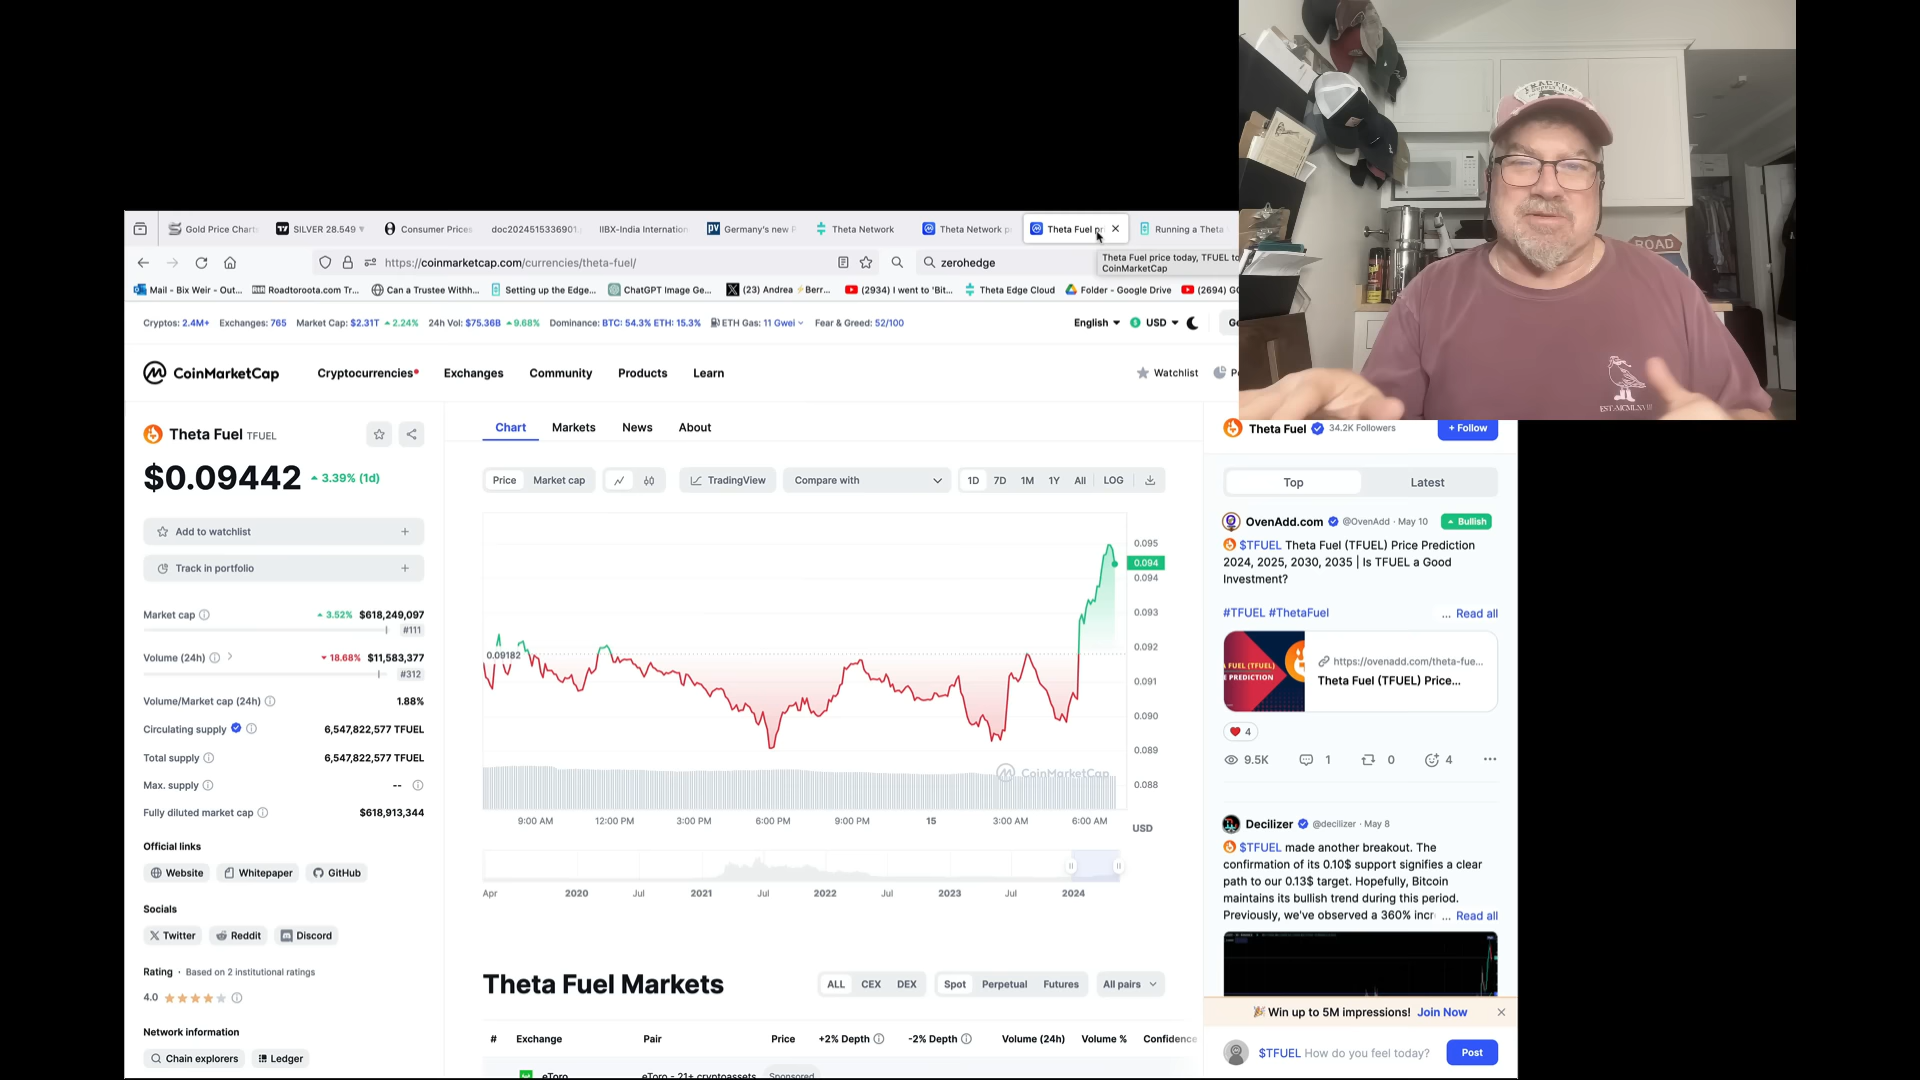 TRACTOR
SUPPLY CO
ROAD
EST. MCMLXVIII
Gold Price Chart
SILVER 28.549
Consumer Prices
doc2024515336901
IIBX-India Internation
Germany's new P
Theta Network
Theta Network p
Theta Fuel pr
Running a Theta
https://coinmarketcap.com/currencies/theta-fuel/
zerohedge
Theta Fuel price today, TFUEL to
CoinMarketCap
Mail - Bix Weir - Out...
Roadtoroota.com Tr...
Can a Trustee Withh...
Setting up the Edge...
ChatGPT Image Ge...
(23) Andrea ⚡Berr...
(2934) I went to 'Bit...
Theta Edge Cloud
Folder - Google Drive
(2694) GO
Cryptos: 2.4M+ Exchanges: 765 Market Cap: $2.31T 2.24% 24h Vol: $75.36B 9.68% Dominance: BTC: 54.3% ETH: 15.3% ETH Gas: 11 Gwei Fear & Greed: 52/100
English USD
CoinMarketCap
Cryptocurrencies Exchanges Community Products Learn
Watchlist
Theta Fuel TFUEL
$0.09442 3.39% (1d)
Add to watchlist +
Track in portfolio +
Market cap 3.52% $618,249,097
#111
Volume (24h) 18.68% $11,583,377
#312
Volume/Market cap (24h) 1.88%
Circulating supply 6,547,822,577 TFUEL
Total supply 6,547,822,577 TFUEL
Max. supply --
Fully diluted market cap $618,913,344
Official links
Website Whitepaper GitHub
Socials
Twitter Reddit Discord
Rating · Based on 2 institutional ratings
4.0
Network information
Chain explorers Ledger
Chart Markets News About
Price Market cap TradingView Compare with 1D 7D 1M 1Y All LOG
0.095
0.094
0.094
0.093
0.092
0.091
0.090
0.089
0.088
0.09182
CoinMarketCap
9:00 AM 12:00 PM 3:00 PM 6:00 PM 9:00 PM 15 3:00 AM 6:00 AM
USD
Apr 2020 Jul 2021 Jul 2022 Jul 2023 Jul 2024
Theta Fuel Markets
ALL CEX DEX Spot Perpetual Futures All pairs
# Exchange Pair Price +2% Depth -2% Depth Volume (24h) Volume % Confidence
eToro eToro - 21+ cryptoassets Sponsored
Theta Fuel 34.2K Followers + Follow
Top Latest
OvenAdd.com @OvenAdd · May 10 Bullish
$TFUEL Theta Fuel (TFUEL) Price Prediction
2024, 2025, 2030, 2035 | Is TFUEL a Good
Investment?
#TFUEL #ThetaFuel ... Read all
FUEL (TFUEL)
E PREDICTION
https://ovenadd.com/theta-fue...
Theta Fuel (TFUEL) Price...
4
9.5K 1 0 4
Decilizer @decilizer · May 8
$TFUEL made another breakout. The
confirmation of its 0.10$ support signifies a clear
path to our 0.13$ target. Hopefully, Bitcoin
maintains its bullish trend during this period.
Previously, we've observed a 360% incr ... Read all
Win up to 5M impressions! Join Now
$TFUEL How do you feel today? Post